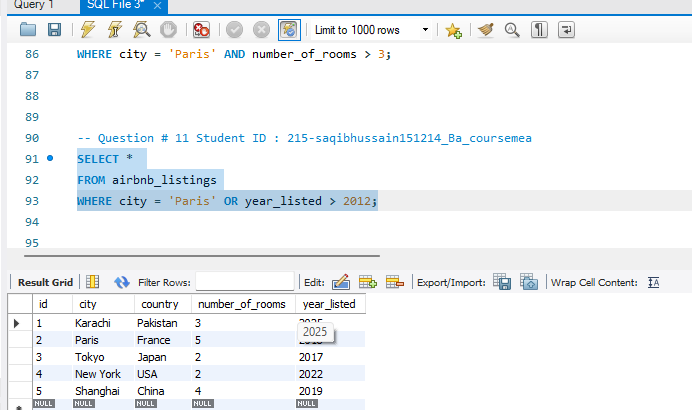 Query 1 SQL File 3* ×
Limit to 1000 rows
86 WHERE city = 'Paris' AND number_of_rooms > 3;
87
88
89
90 -- Question # 11 Student ID : 215-saqibhussain151214_Ba_coursemea
91 SELECT *
92 FROM airbnb_listings
93 WHERE city = 'Paris' OR year_listed > 2012;
94
95
Result Grid Filter Rows: Edit: Export/Import: Wrap Cell Content: IA
id city country number_of_rooms year_listed
1 Karachi Pakistan 3
2025
2 Paris France 5
3 Tokyo Japan 2 2017
4 New York USA 2 2022
5 Shanghai China 4 2019
NULL NULL NULL NULL NULL